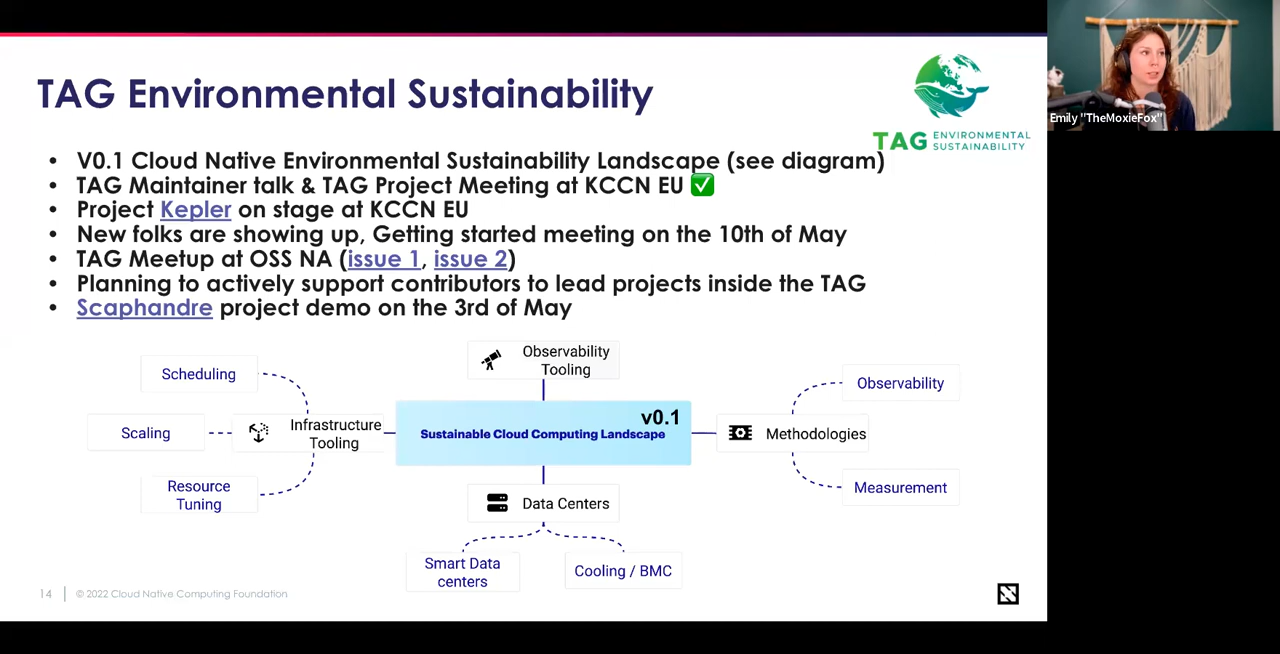 TAG Environmental Sustainability
TAG ENVIRONMENTAL
SUSTAINABILITY
Emily "TheMoxieFox"
• V0.1 Cloud Native Environmental Sustainability Landscape (see diagram)
• TAG Maintainer talk & TAG Project Meeting at KCCN EU ✅
• Project Kepler on stage at KCCN EU
• New folks are showing up, Getting started meeting on the 10th of May
• TAG Meetup at OSS NA (issue 1, issue 2)
• Planning to actively support contributors to lead projects inside the TAG
• Scaphandre project demo on the 3rd of May
Observability
Tooling
Scheduling
Scaling
Resource
Tuning
Infrastructure
Tooling
v0.1
Sustainable Cloud Computing Landscape
Methodologies
Observability
Measurement
Data Centers
Smart Data
centers
Cooling / BMC
14
© 2022 Cloud Native Computing Foundation